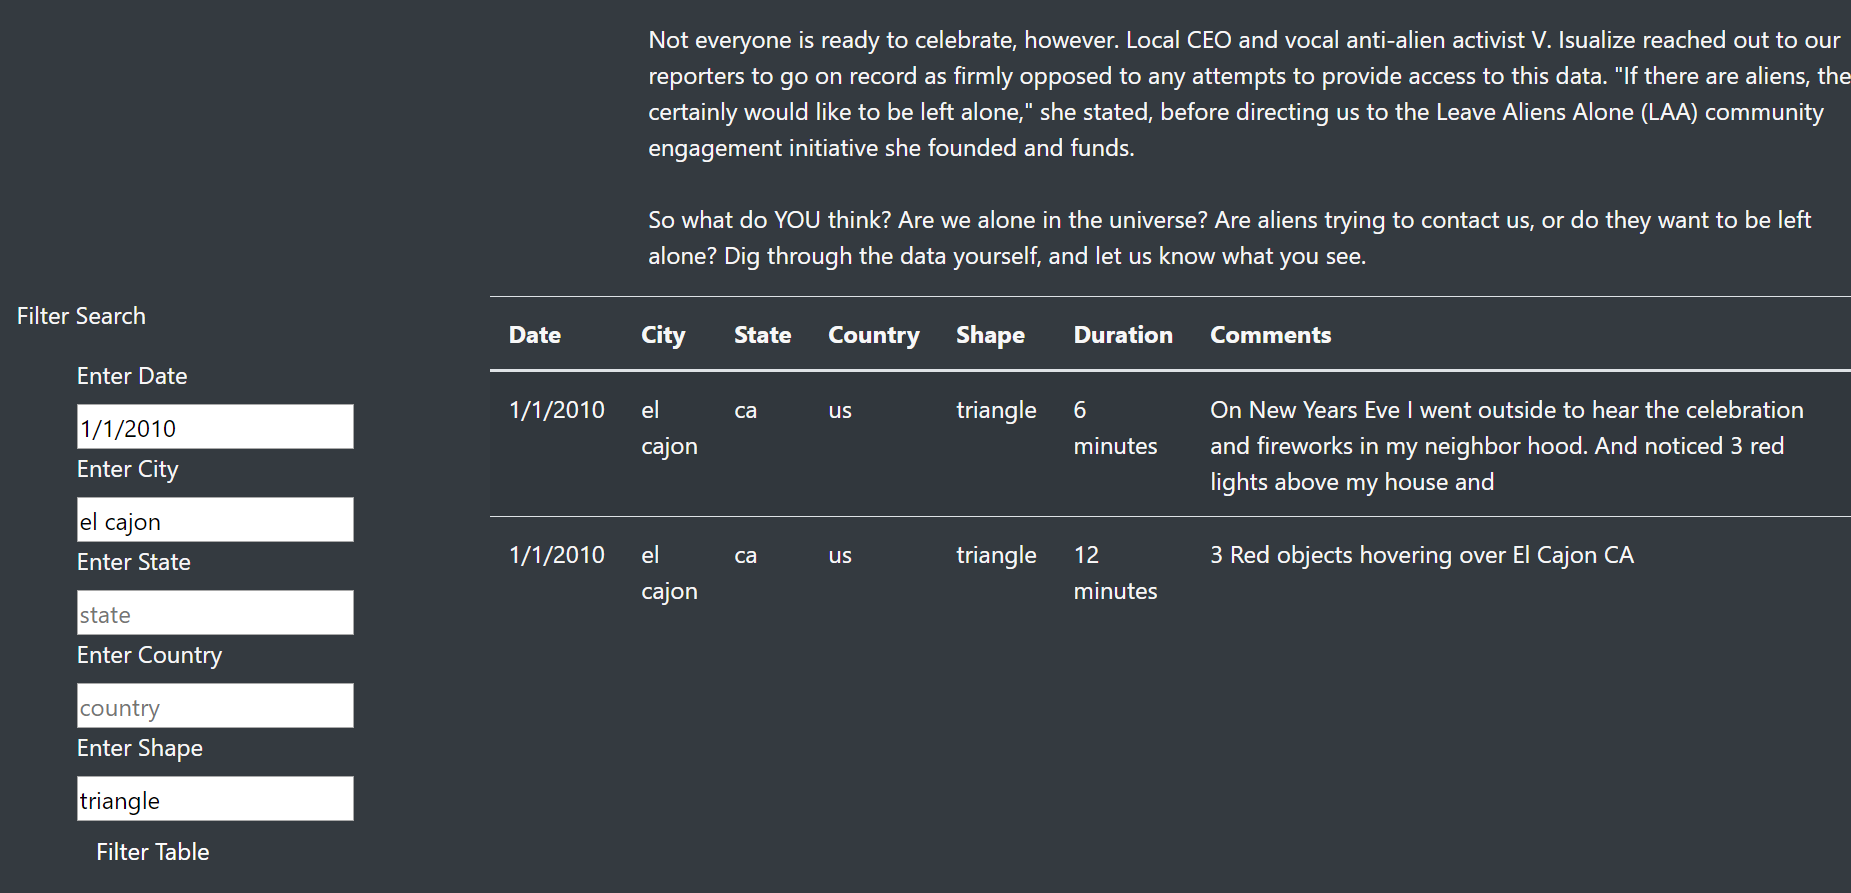 Not everyone is ready to celebrate, however. Local CEO and vocal anti-alien activist V. Isualize reached out to our
reporters to go on record as firmly opposed to any attempts to provide access to this data. "If there are aliens, the
certainly would like to be left alone," she stated, before directing us to the Leave Aliens Alone (LAA) community
engagement initiative she founded and funds.
So what do YOU think? Are we alone in the universe? Are aliens trying to contact us, or do they want to be left
alone? Dig through the data yourself, and let us know what you see.
Filter Search
Enter Date
1/1/2010
Enter City
el cajon
Enter State
state
Enter Country
country
Enter Shape
triangle
Filter Table
Date City State Country Shape Duration Comments
1/1/2010 el ca us triangle 6 On New Years Eve I went outside to hear the celebration
cajon minutes and fireworks in my neighbor hood. And noticed 3 red
lights above my house and
1/1/2010 el ca us triangle 12 3 Red objects hovering over El Cajon CA
cajon minutes